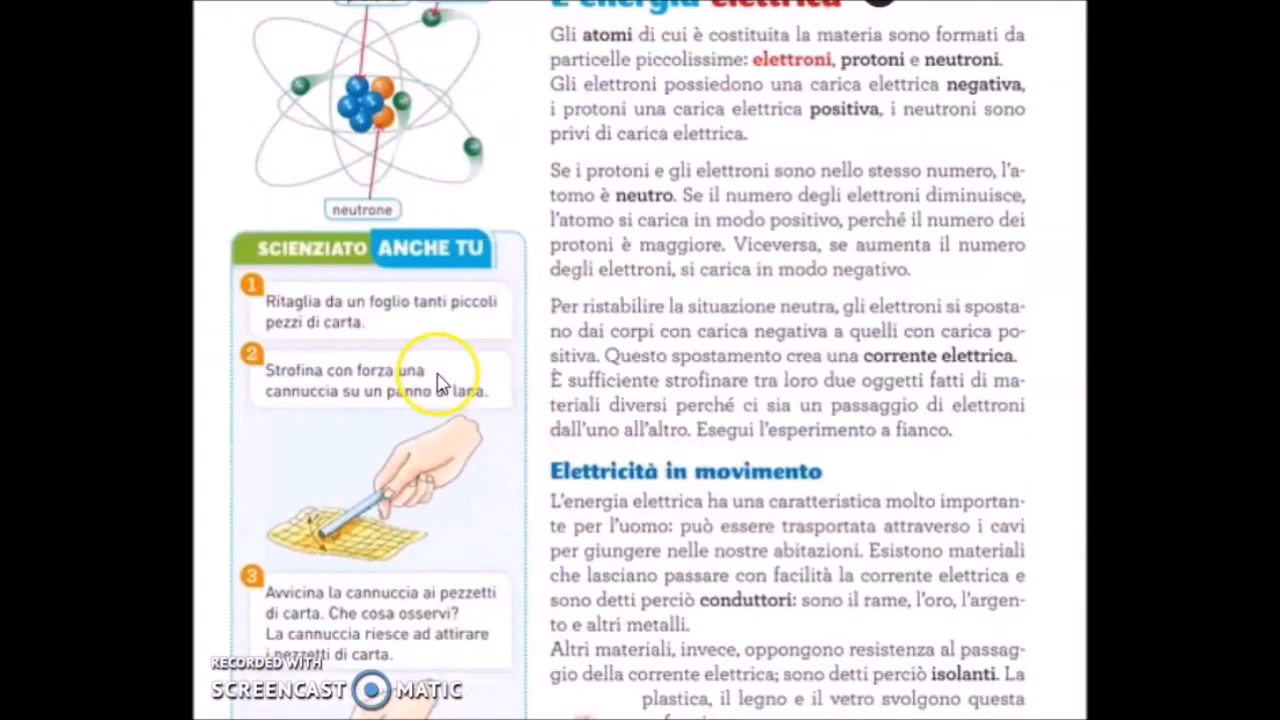 L'energia elettrica
Gli atomi di cui è costituita la materia sono formati da
particelle piccolissime: elettroni, protoni e neutroni.
Gli elettroni possiedono una carica elettrica negativa,
i protoni una carica elettrica positiva, i neutroni sono
privi di carica elettrica.
Se i protoni e gli elettroni sono nello stesso numero, l'a-
tomo è neutro. Se il numero degli elettroni diminuisce,
l'atomo si carica in modo positivo, perché il numero dei
protoni è maggiore. Viceversa, se aumenta il numero
degli elettroni, si carica in modo negativo.
Per ristabilire la situazione neutra, gli elettroni si sposta-
no dai corpi con carica negativa a quelli con carica po-
sitiva. Questo spostamento crea una corrente elettrica.
È sufficiente strofinare tra loro due oggetti fatti di ma-
teriali diversi perché ci sia un passaggio di elettroni
dall'uno all'altro. Esegui l'esperimento a fianco.
Elettricità in movimento
L'energia elettrica ha una caratteristica molto importan-
te per l'uomo: può essere trasportata attraverso i cavi
per giungere nelle nostre abitazioni. Esistono materiali
che lasciano passare con facilità la corrente elettrica e
sono detti perciò conduttori: sono il rame, l'oro, l'argen-
to e altri metalli.
Altri materiali, invece, oppongono resistenza al passag-
gio della corrente elettrica; sono detti perciò isolanti. La
plastica, il legno e il vetro svolgono questa
neutrone
SCIENZIATO ANCHE TU
1
Ritaglia da un foglio tanti piccoli
pezzi di carta.
2
Strofina con forza una
cannuccia su un panno di lana.
3
Avvicina la cannuccia ai pezzetti
di carta. Che cosa osservi?
La cannuccia riesce ad attirare
i pezzetti di carta.
RECORDED WITH
SCREENCAST MATIC